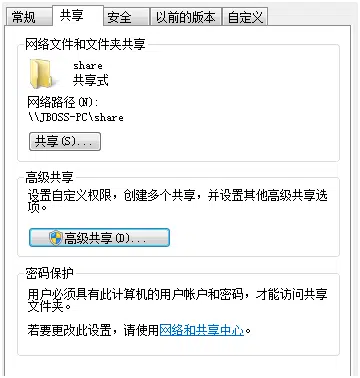 常规 共享 安全 以前的版本 自定义
网络文件和文件夹共享
share
共享式
网络路径(N):
\\JBOSS-PC\share
共享(S)...
高级共享
设置自定义权限，创建多个共享，并设置其他高级共享选
项。
高级共享(D)...
密码保护
用户必须具有此计算机的用户帐户和密码，才能访问共享
文件夹。
若要更改此设置，请使用网络和共享中心。